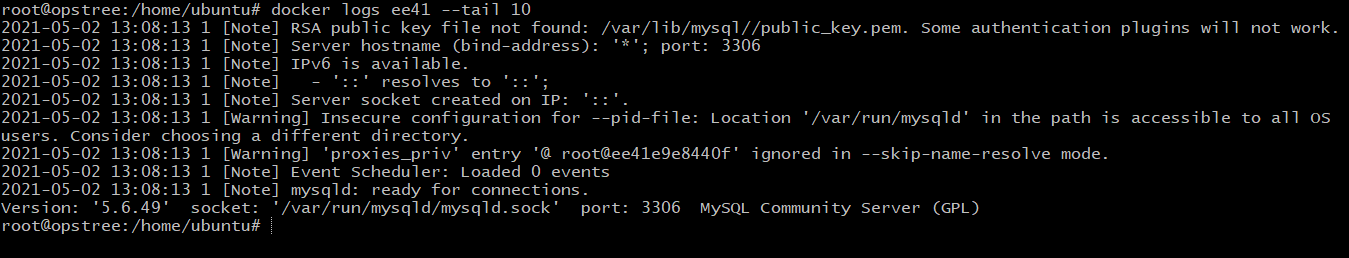 root@opstree:/home/ubuntu# docker logs ee41 --tail 10
2021-05-02 13:08:13 1 [Note] RSA public key file not found: /var/lib/mysql//public_key.pem. Some authentication plugins will not work.
2021-05-02 13:08:13 1 [Note] Server hostname (bind-address): '*'; port: 3306
2021-05-02 13:08:13 1 [Note] IPv6 is available.
2021-05-02 13:08:13 1 [Note]   - '::' resolves to '::';
2021-05-02 13:08:13 1 [Note] Server socket created on IP: '::'.
2021-05-02 13:08:13 1 [Warning] Insecure configuration for --pid-file: Location '/var/run/mysqld' in the path is accessible to all OS
users. Consider choosing a different directory.
2021-05-02 13:08:13 1 [Warning] 'proxies_priv' entry '@ root@ee41e9e8440f' ignored in --skip-name-resolve mode.
2021-05-02 13:08:13 1 [Note] Event Scheduler: Loaded 0 events
2021-05-02 13:08:13 1 [Note] mysqld: ready for connections.
Version: '5.6.49'  socket: '/var/run/mysqld/mysqld.sock'  port: 3306  MySQL Community Server (GPL)
root@opstree:/home/ubuntu#